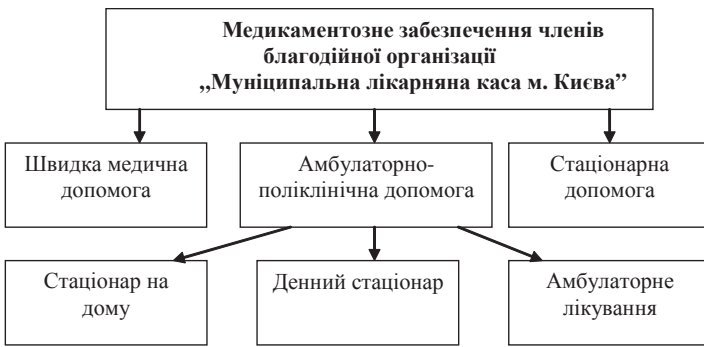 Медикаментозне забезпечення членів
благодійної організації
„Муніципальна лікарняна каса м. Києва”
Швидка медична
допомога
Амбулаторно-
поліклінічна допомога
Стаціонарна
допомога
Стаціонар на
дому
Денний стаціонар
Амбулаторне
лікування